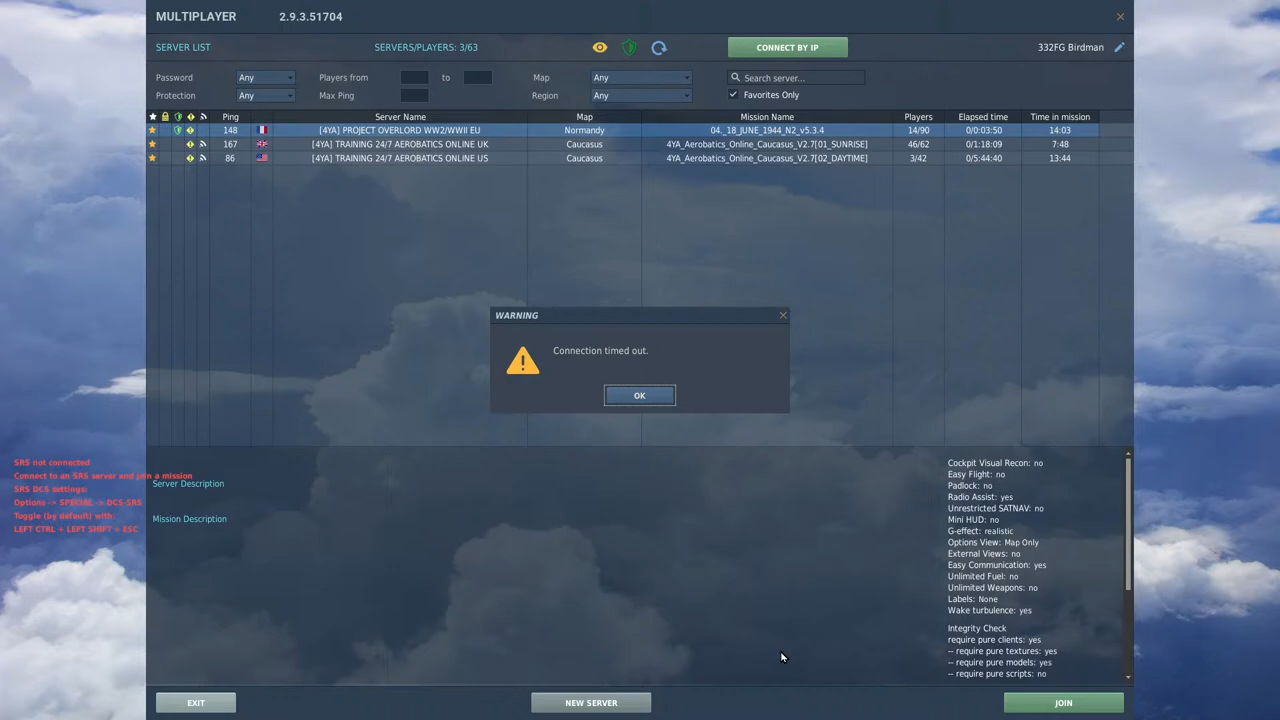 MULTIPLAYER 2.9.3.51704
SERVER LIST SERVERS/PLAYERS: 3/63 CONNECT BY IP 332FG Birdman
Password Any Players from to Map Any Search server...
Protection Any Max Ping Region Any Favorites Only
Ping Server Name Map Mission Name Players Elapsed time Time in mission
148 [4YA] PROJECT OVERLORD WW2/WWII EU Normandy 04._18_JUNE_1944_N2_v5.3.4 14/90 0/0:03:50 14:03
167 [4YA] TRAINING 24/7 AEROBATICS ONLINE UK Caucasus 4YA_Aerobatics_Online_Caucasus_V2.7[01_SUNRISE] 46/62 0/1:18:09 7:48
86 [4YA] TRAINING 24/7 AEROBATICS ONLINE US Caucasus 4YA_Aerobatics_Online_Caucasus_V2.7[02_DAYTIME] 3/42 0/5:44:40 13:44
WARNING
Connection timed out.
OK
SRS not connected
Connect to an SRS server and join a mission
SRS DCS settings:
Options -> SPECIAL -> DCS-SRS
Toggle (by default) with:
LEFT CTRL + LEFT SHIFT + ESC
Server Description
Mission Description
Cockpit Visual Recon: no
Easy Flight: no
Padlock: no
Radio Assist: yes
Unrestricted SATNAV: no
Mini HUD: no
G-effect: realistic
Options View: Map Only
External Views: no
Easy Communication: yes
Unlimited Fuel: no
Unlimited Weapons: no
Labels: None
Wake turbulence: yes
Integrity Check
require pure clients: yes
-- require pure textures: yes
-- require pure models: yes
-- require pure scripts: no
EXIT NEW SERVER JOIN